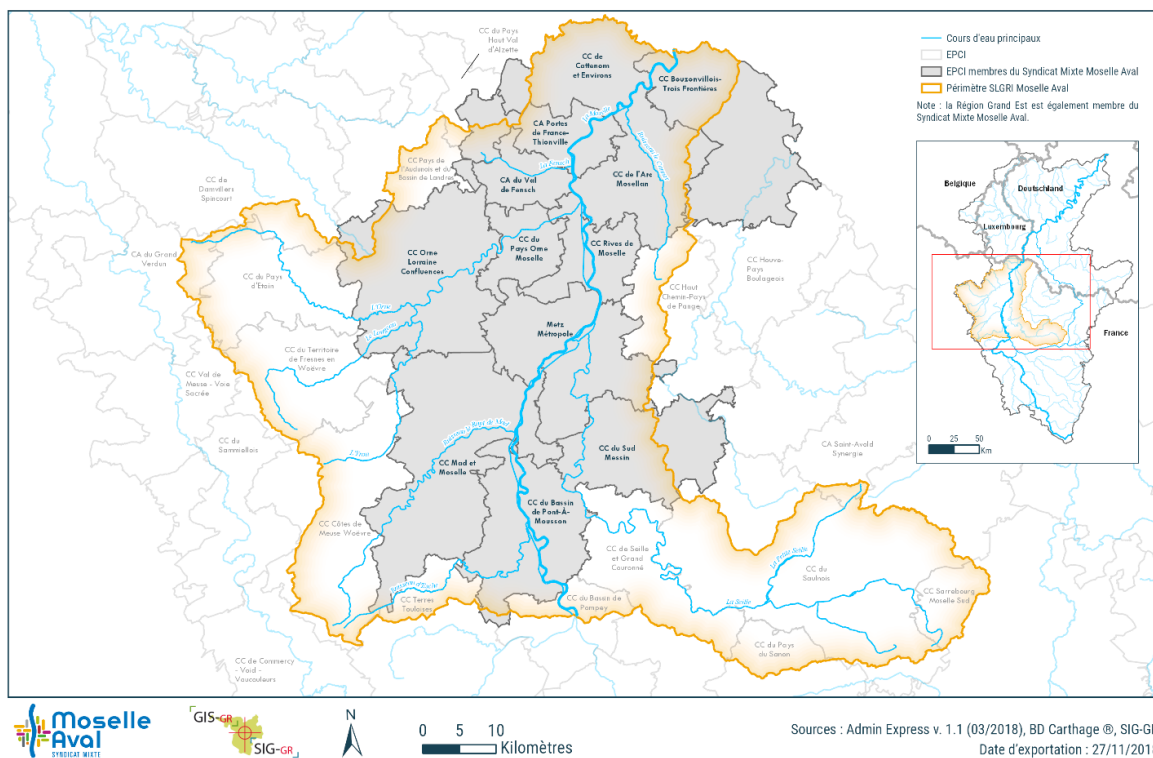 CC du Pays
Haut Val
d'Alzette
CC de
Cattenom
et Environs
CC Bouzonvillois-
Trois Frontières
Cours d'eau principaux
EPCI
EPCI membres du Syndicat Mixte Moselle Aval
Périmètre SLGRI Moselle Aval
Note : la Région Grand Est est également membre du
Syndicat Mixte Moselle Aval.
La Moselle
CA Portes
de France-
Thionville
CC Pays de
l'Audunois et du
Bassin de Landres
La Fensch
CA du Val
de Fensch
CC de l'Arc
Mosellan
CC de
Damvillers
Spincourt
Belgique
Deutschland
Luxembourg
France
0 25 50
Km
CA du Grand
Verdun
CC du Pays
d'Etain
CC Orne
Lorraine
Confluences
CC du
Pays Orne
Moselle
CC Rives de
Moselle
CC Houve-
Pays
Boulageois
CC Haut
Chemin-Pays
de Pange
L'Orne
Metz
Métropole
CC du Territoire
de Fresnes en
Woëvre
CC Val de
Meuse - Voie
Sacrée
CC du
Sammiellois
L'Yron
Ruisseau le Rupt de Mad
CC Mad et
Moselle
CC du Sud
Messin
CA Saint-Avold
Synergie
CC du Bassin
de Pont-À-
Mousson
CC Côtes de
Meuse Woëvre
CC de Seille
et Grand
Couronné
La Petite Seille
CC du
Saulnois
La Seille
CC Sarrebourg
Moselle Sud
CC Terres
Touloises
CC du Bassin de
Pompey
CC du Pays
du Sanon
CC de Commercy
- Void -
Vaucouleurs
Moselle
Aval
SYNDICAT MIXTE
GIS-GR
SIG-GR
N
0 5 10
Kilomètres
Sources : Admin Express v. 1.1 (03/2018), BD Carthage ®, SIG-GR
Date d'exportation : 27/11/2018